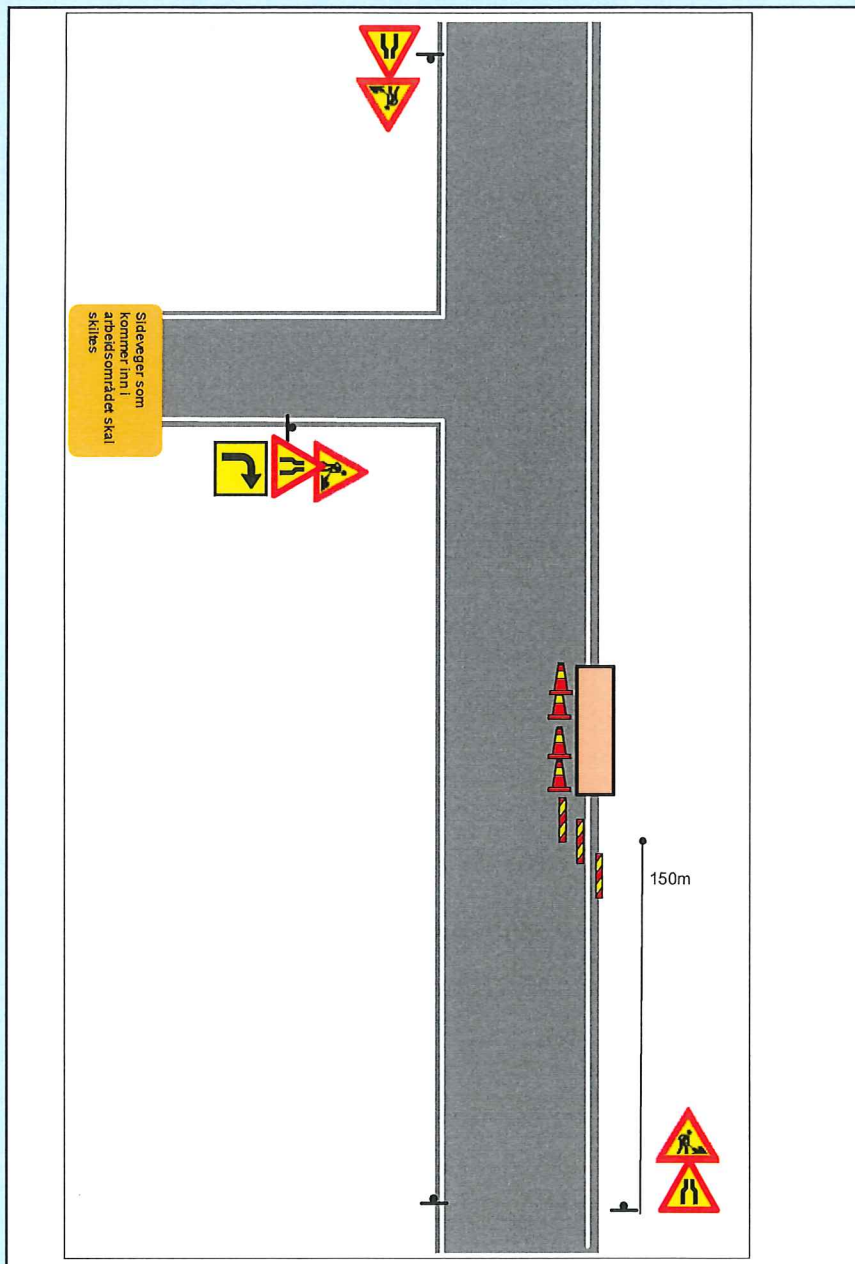 Sideveger som
kommer inn i
arbeidsområdet skal
skiltes
150m